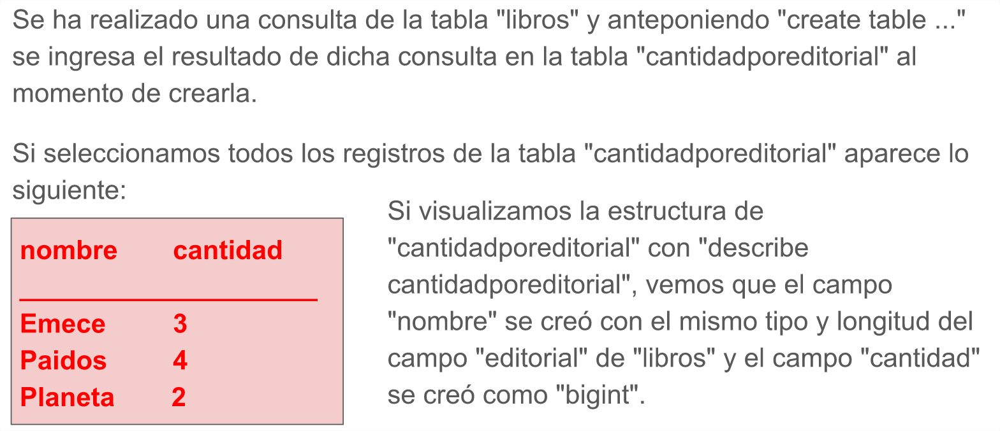 Se ha realizado una consulta de la tabla "libros" y anteponiendo "create table ..."
se ingresa el resultado de dicha consulta en la tabla "cantidadporeditorial" al
momento de crearla.
Si seleccionamos todos los registros de la tabla "cantidadporeditorial" aparece lo
siguiente:
nombre cantidad
Emece 3
Paidos 4
Planeta 2
Si visualizamos la estructura de
"cantidadporeditorial" con "describe
cantidadporeditorial", vemos que el campo
"nombre" se creó con el mismo tipo y longitud del
campo "editorial" de "libros" y el campo "cantidad"
se creó como "bigint".